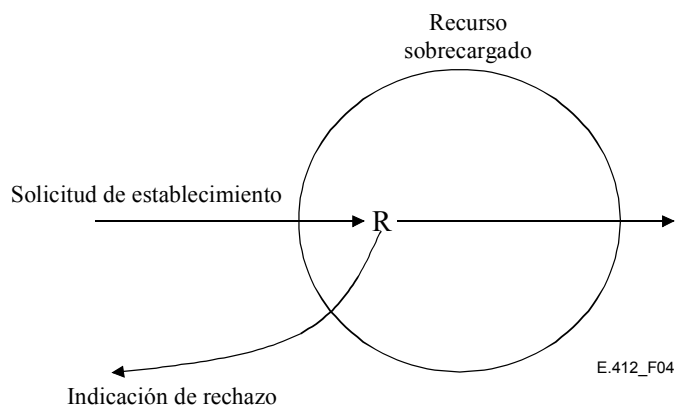 Recurso
sobrecargado
Solicitud de establecimiento
R
E.412_F04
Indicación de rechazo